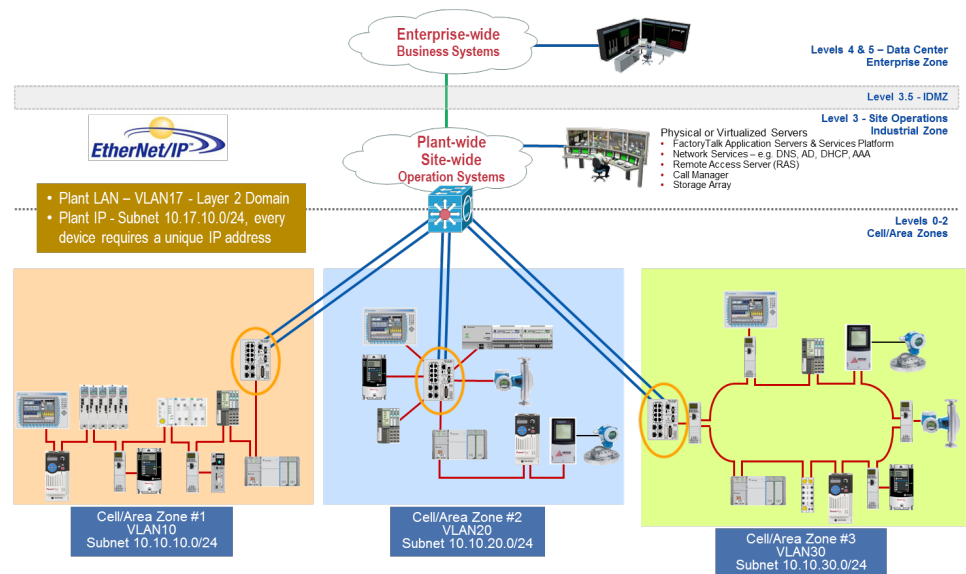 Enterprise-wide
Business Systems
Levels 4 & 5 – Data Center
Enterprise Zone
Level 3.5 - IDMZ
Level 3 - Site Operations
Industrial Zone
EtherNet/IP™
Plant-wide
Site-wide
Operation Systems
Physical or Virtualized Servers
• FactoryTalk Application Servers & Services Platform
• Network Services – e.g. DNS, AD, DHCP, AAA
• Remote Access Server (RAS)
• Call Manager
• Storage Array
• Plant LAN – VLAN17 - Layer 2 Domain
• Plant IP - Subnet 10.17.10.0/24, every
device requires a unique IP address
Levels 0-2
Cell/Area Zones
Cell/Area Zone #1
VLAN10
Subnet 10.10.10.0/24
Cell/Area Zone #2
VLAN20
Subnet 10.10.20.0/24
Cell/Area Zone #3
VLAN30
Subnet 10.10.30.0/24